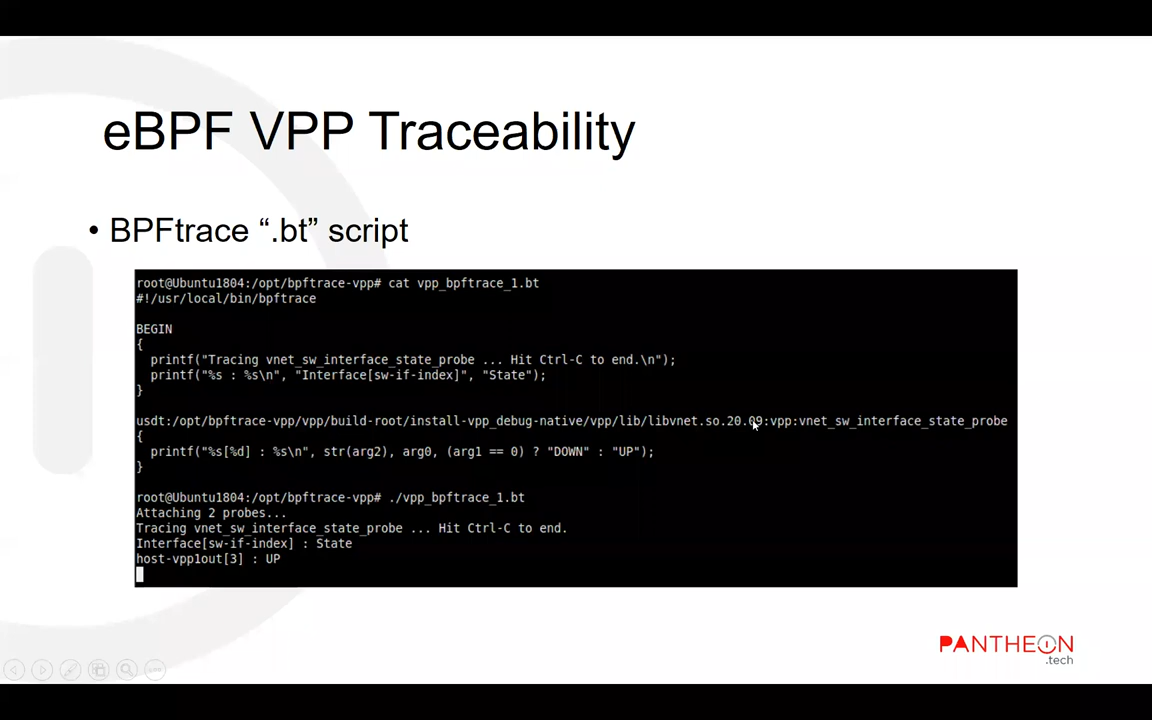 eBPF VPP Traceability
• BPFtrace “.bt” script
root@Ubuntu1804:/opt/bpftrace-vpp# cat vpp_bpftrace_1.bt
#!/usr/local/bin/bpftrace
BEGIN
{
  printf("Tracing vnet_sw_interface_state_probe ... Hit Ctrl-C to end.\n");
  printf("%s : %s\n", "Interface[sw-if-index]", "State");
}
usdt:/opt/bpftrace-vpp/vpp/build-root/install-vpp_debug-native/vpp/lib/libvnet.so.20.09:vpp:vnet_sw_interface_state_probe
{
  printf("%s[%d] : %s\n", str(arg2), arg0, (arg1 == 0) ? "DOWN" : "UP");
}
root@Ubuntu1804:/opt/bpftrace-vpp# ./vpp_bpftrace_1.bt
Attaching 2 probes...
Tracing vnet_sw_interface_state_probe ... Hit Ctrl-C to end.
Interface[sw-if-index] : State
host-vpp1out[3] : UP
PANTHEON
.tech